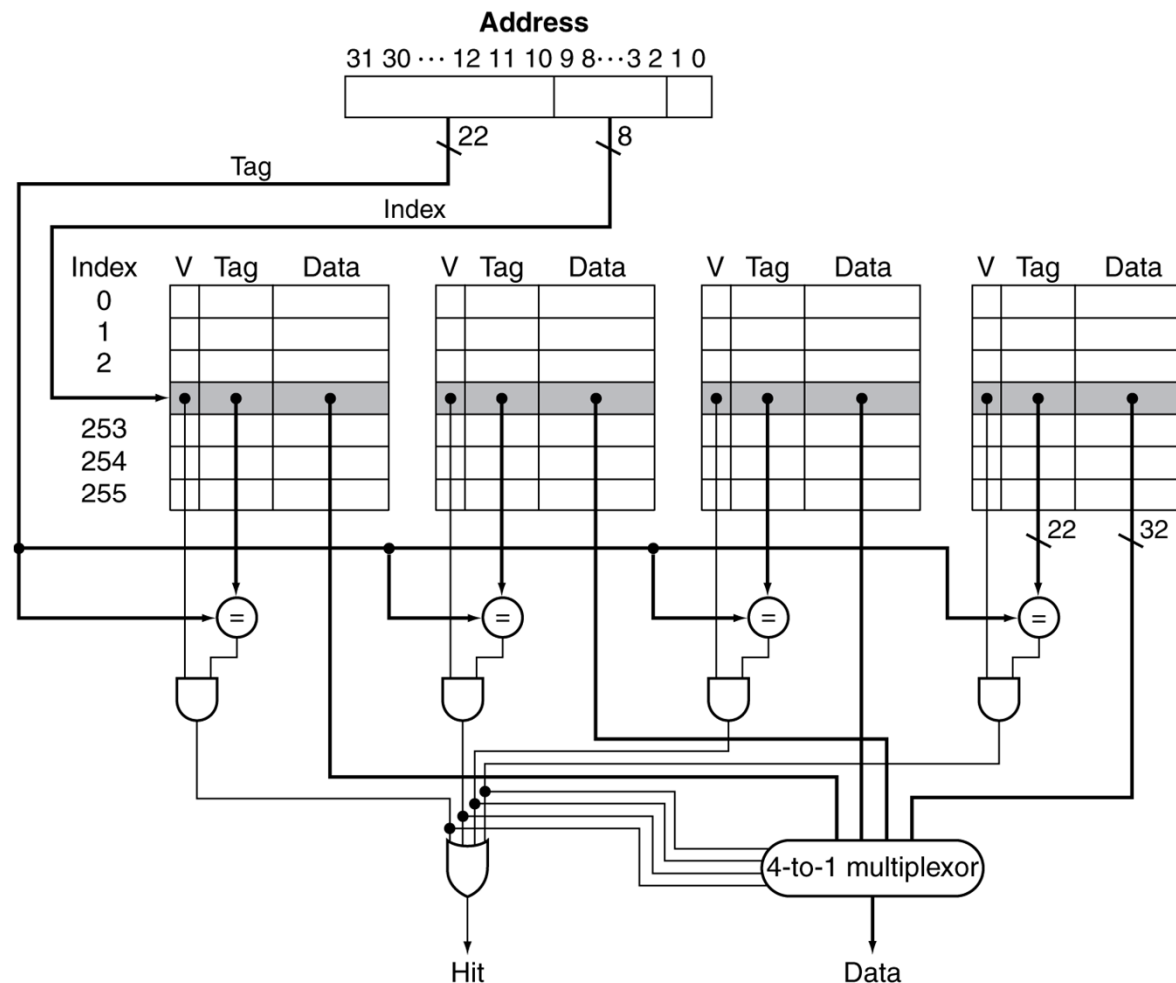 Address
31 30 ··· 12 11 10 9 8···3 2 1 0
22
8
Tag
Index
Index V Tag Data V Tag Data V Tag Data V Tag Data
0
1
2
253
254
255
22 32
= = = =
4-to-1 multiplexor
Hit Data